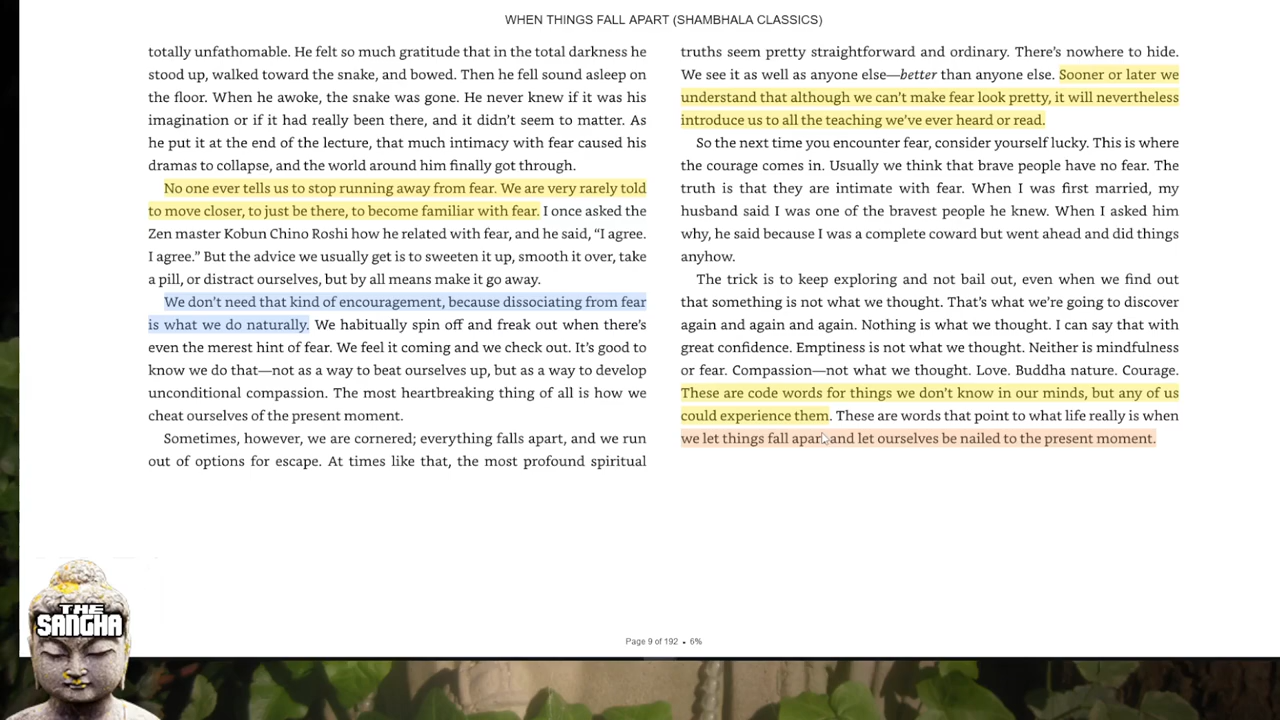 WHEN THINGS FALL APART (SHAMBHALA CLASSICS)
totally unfathomable. He felt so much gratitude that in the total darkness he
stood up, walked toward the snake, and bowed. Then he fell sound asleep on
the floor. When he awoke, the snake was gone. He never knew if it was his
imagination or if it had really been there, and it didn’t seem to matter. As
he put it at the end of the lecture, that much intimacy with fear caused his
dramas to collapse, and the world around him finally got through.
No one ever tells us to stop running away from fear. We are very rarely told
to move closer, to just be there, to become familiar with fear. I once asked the
Zen master Kobun Chino Roshi how he related with fear, and he said, “I agree.
I agree.” But the advice we usually get is to sweeten it up, smooth it over, take
a pill, or distract ourselves, but by all means make it go away.
We don’t need that kind of encouragement, because dissociating from fear
is what we do naturally. We habitually spin off and freak out when there’s
even the merest hint of fear. We feel it coming and we check out. It’s good to
know we do that—not as a way to beat ourselves up, but as a way to develop
unconditional compassion. The most heartbreaking thing of all is how we
cheat ourselves of the present moment.
Sometimes, however, we are cornered; everything falls apart, and we run
out of options for escape. At times like that, the most profound spiritual
truths seem pretty straightforward and ordinary. There’s nowhere to hide.
We see it as well as anyone else—better than anyone else. Sooner or later we
understand that although we can’t make fear look pretty, it will nevertheless
introduce us to all the teaching we’ve ever heard or read.
So the next time you encounter fear, consider yourself lucky. This is where
the courage comes in. Usually we think that brave people have no fear. The
truth is that they are intimate with fear. When I was first married, my
husband said I was one of the bravest people he knew. When I asked him
why, he said because I was a complete coward but went ahead and did things
anyhow.
The trick is to keep exploring and not bail out, even when we find out
that something is not what we thought. That’s what we’re going to discover
again and again and again. Nothing is what we thought. I can say that with
great confidence. Emptiness is not what we thought. Neither is mindfulness
or fear. Compassion—not what we thought. Love. Buddha nature. Courage.
These are code words for things we don’t know in our minds, but any of us
could experience them. These are words that point to what life really is when
we let things fall apart and let ourselves be nailed to the present moment.
Page 9 of 192 • 6%
THE
SANGHA